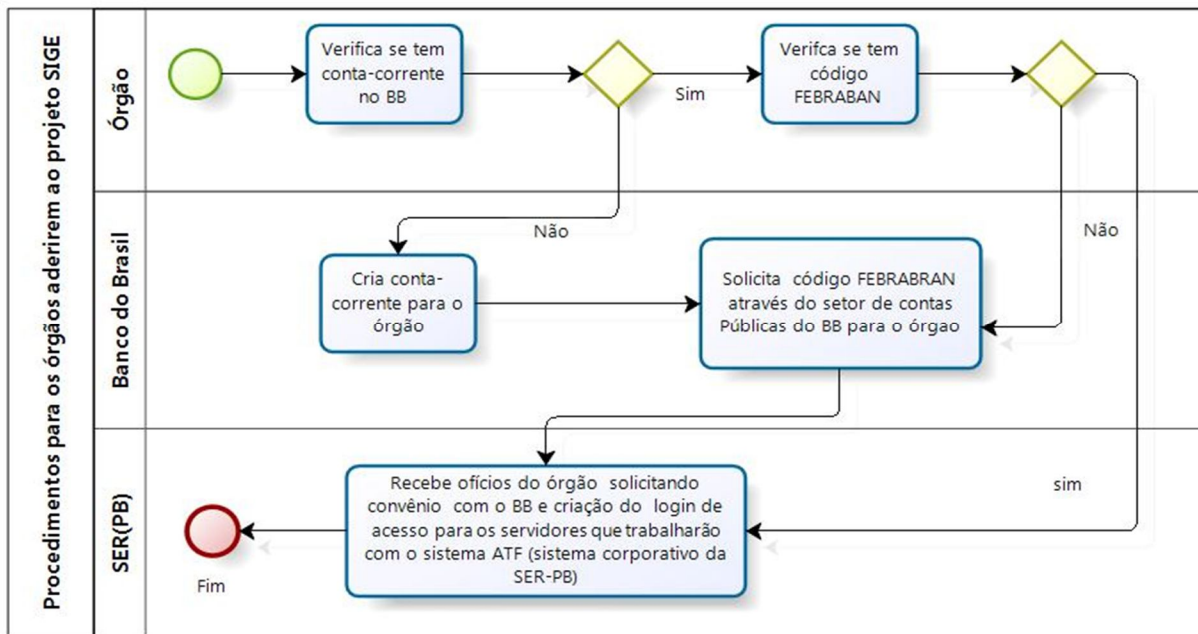 Procedimentos para os órgãos aderirem ao projeto SIGE
Órgão
Verifica se tem
conta-corrente
no BB
Sim
Verifca se tem
código
FEBRABAN
Banco do Brasil
Não
Não
Cria conta-
corrente para o
órgão
Solicita código FEBRABRAN
através do setor de contas
Públicas do BB para o órgao
SER(PB)
Recebe ofícios do órgão solicitando
convênio com o BB e criação do login de
acesso para os servidores que trabalharão
com o sistema ATF (sistema corporativo da
SER-PB)
sim
Fim